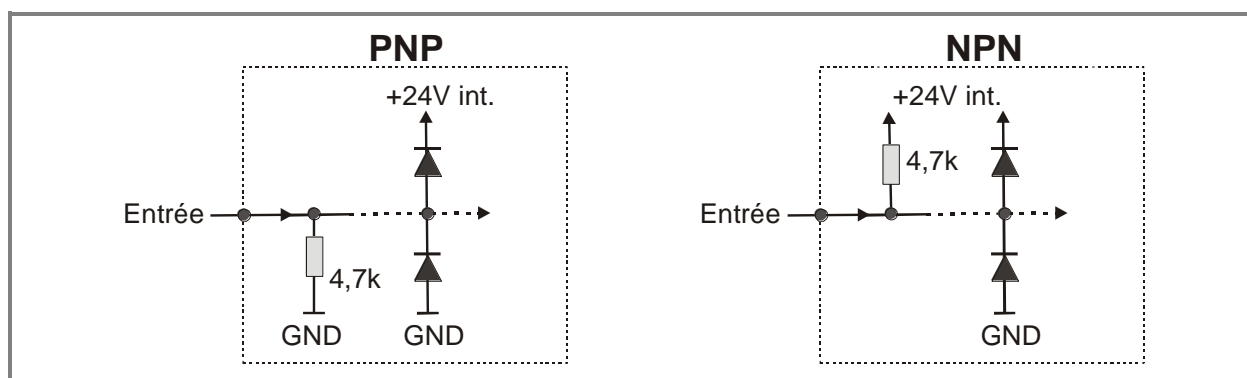 PNP
+24V int.
Entrée
4,7k
GND
GND
NPN
+24V int.
4,7k
Entrée
GND